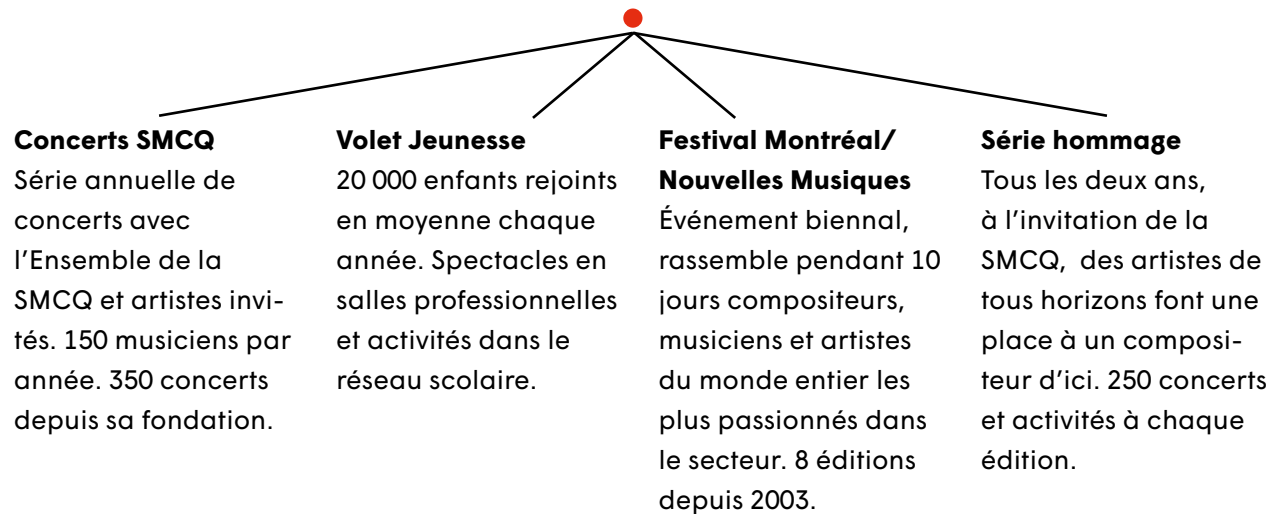 Concerts SMCQ
Série annuelle de
concerts avec
l'Ensemble de la
SMCQ et artistes invi-
tés. 150 musiciens par
année. 350 concerts
depuis sa fondation.
Volet Jeunesse
20 000 enfants rejoints
en moyenne chaque
année. Spectacles en
salles professionnelles
et activités dans le
réseau scolaire.
Festival Montréal/
Nouvelles Musiques
Événement biennal,
rassemble pendant 10
jours compositeurs,
musiciens et artistes
du monde entier les
plus passionnés dans
le secteur. 8 éditions
depuis 2003.
Série hommage
Tous les deux ans,
à l'invitation de la
SMCQ,  des artistes de
tous horizons font une
place à un composi-
teur d'ici. 250 concerts
et activités à chaque
édition.